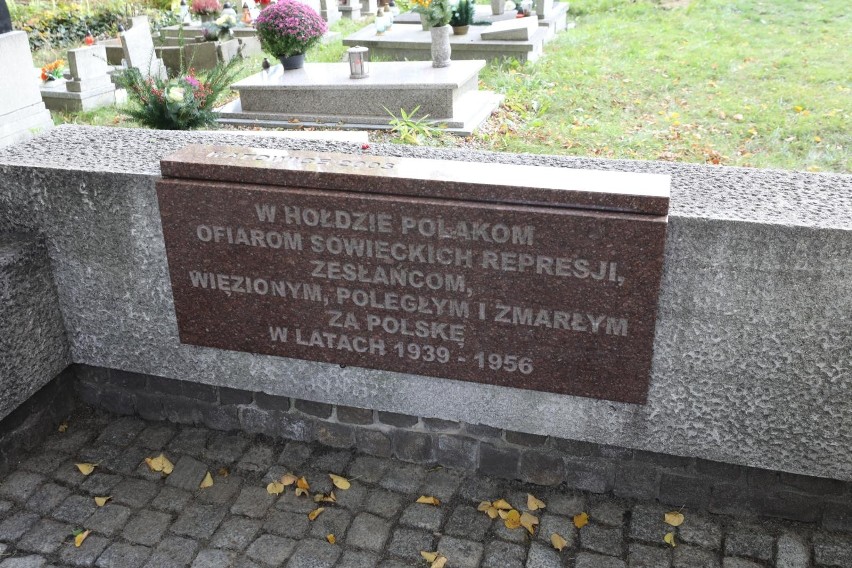 W HOŁDZIE POLAKOM
OFIAROM SOWIECKICH REPRESJI,
ZESŁAŃCOM,
WIĘZIONYM, POLEGŁYM I ZMARŁYM
ZA POLSKĘ
W LATACH 1939 - 1956